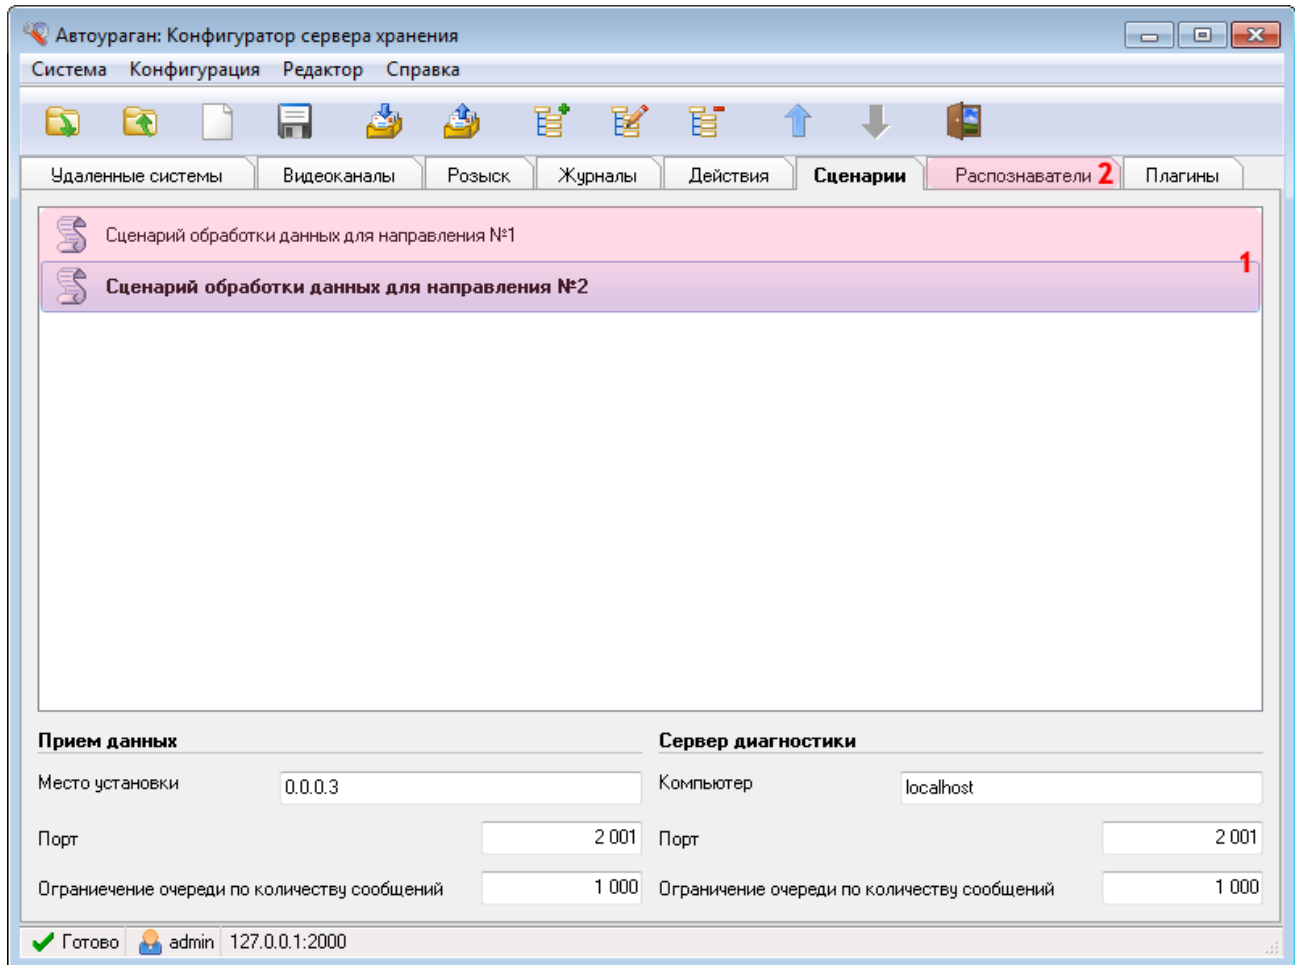 Автоураган: Конфигуратор сервера хранения
Система Конфигурация Редактор Справка
Удаленные системы Видеоканалы Розыск Журналы Действия Сценарии Распознаватели 2 Плагины
Сценарий обработки данных для направления №1
1
Сценарий обработки данных для направления №2
Прием данных Сервер диагностики
Место установки 0.0.0.3 Компьютер localhost
Порт 2 001 Порт 2 001
Ограниечение очереди по количеству сообщений 1 000 Ограничение очереди по количеству сообщений 1 000
Готово admin 127.0.0.1:2000